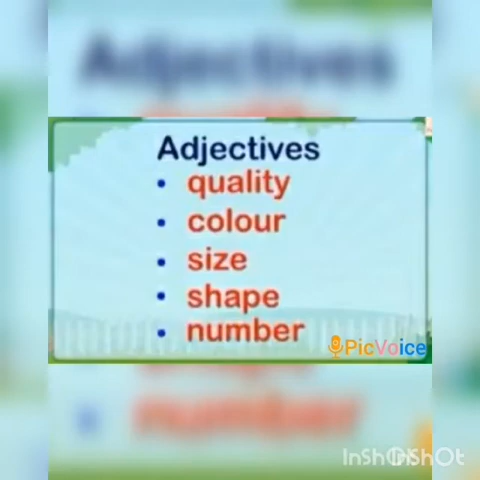 Adjectives
• quality
• colour
• size
• shape
• number
PicVoice
InShOt